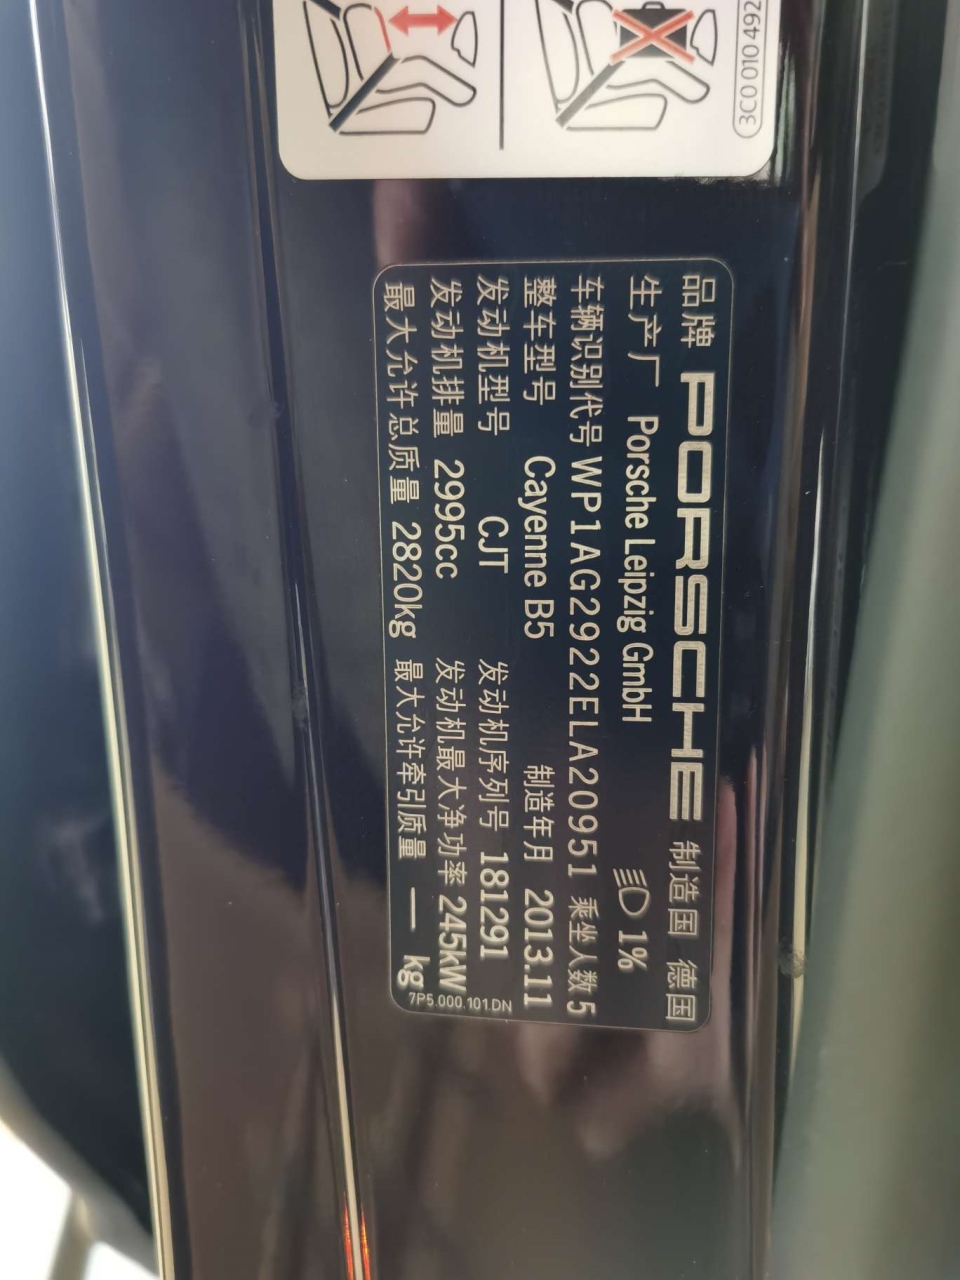 3C0010492
品牌 PORSCHE 制造国 德国
生产厂 Porsche Leipzig GmbH 1%
车辆识别代号 WP1AG2922ELA20951 乘坐人数 5
整车型号 Cayenne B5 制造年月 2013.11
发动机型号 CJT 发动机序列号 181291
发动机排量 2995cc 发动机最大净功率 245kW
最大允许总质量 2820kg 最大允许牵引质量 — kg
7P5.000.101.DN